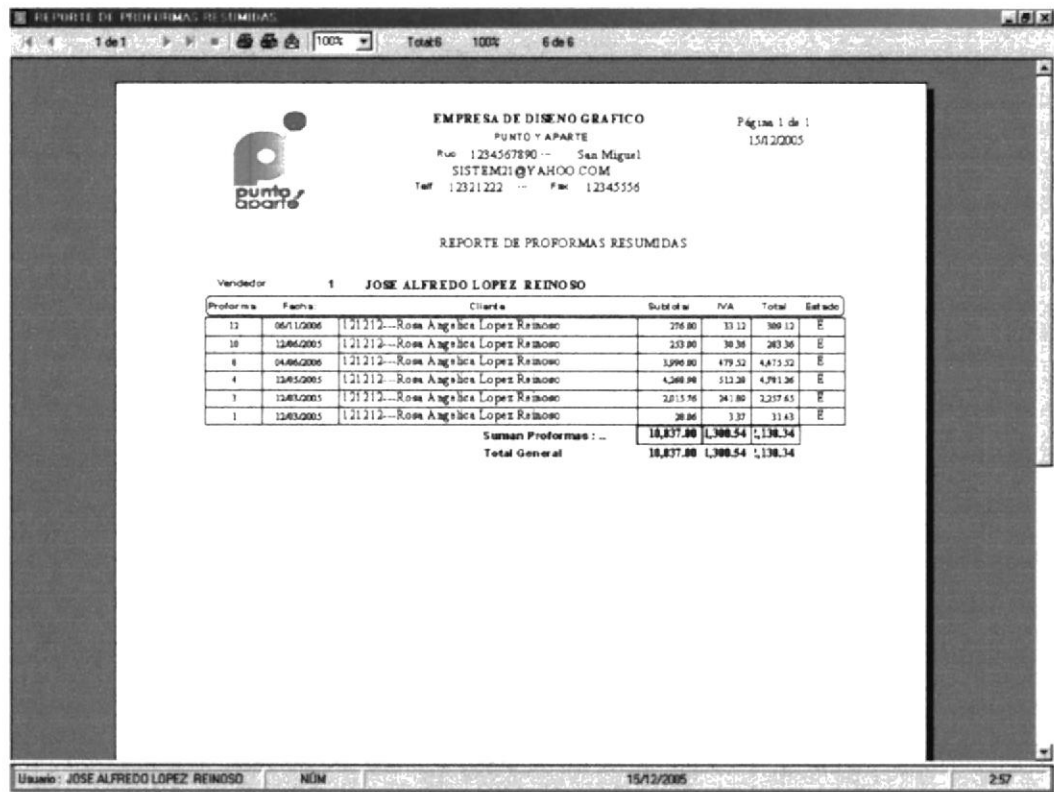 REPORTE DE PROFORMAS RESUMIDAS
1 de 1 100% Total:6 100% 6 de 6
punto aparte
EMPRESA DE DISENO GRAFICO
PUNTO Y APARTE
Ruc 1234567890 -- San Miguel
SISTEM21@YAHOO.COM
Telf 12321222 -- Fax 12345556
Página 1 de 1
15/12/2005
REPORTE DE PROFORMAS RESUMIDAS
Vendedor 1 JOSE ALFREDO LOPEZ REINOSO
Proforma Fecha Cliente Subtotal IVA Total Estado
12 06/11/2006 121212---Rosa Angelica Lopez Reinoso 276.00 33.12 309.12 E
10 12/06/2005 121212---Rosa Angelica Lopez Reinoso 253.00 30.36 283.36 E
8 04/06/2006 121212---Rosa Angelica Lopez Reinoso 3,996.00 479.52 4,475.52 E
4 12/05/2005 121212---Rosa Angelica Lopez Reinoso 4,268.98 512.28 4,781.26 E
3 12/03/2005 121212---Rosa Angelica Lopez Reinoso 2,015.76 241.89 2,257.65 E
1 12/03/2005 121212---Rosa Angelica Lopez Reinoso 28.06 3.37 31.43 E
Suman Proformas : .. 10,837.80 1,300.54 2,138.34
Total General 10,837.80 1,300.54 2,138.34
Usuario : JOSE ALFREDO LOPEZ REINOSO NÚM 15/12/2005 2:57